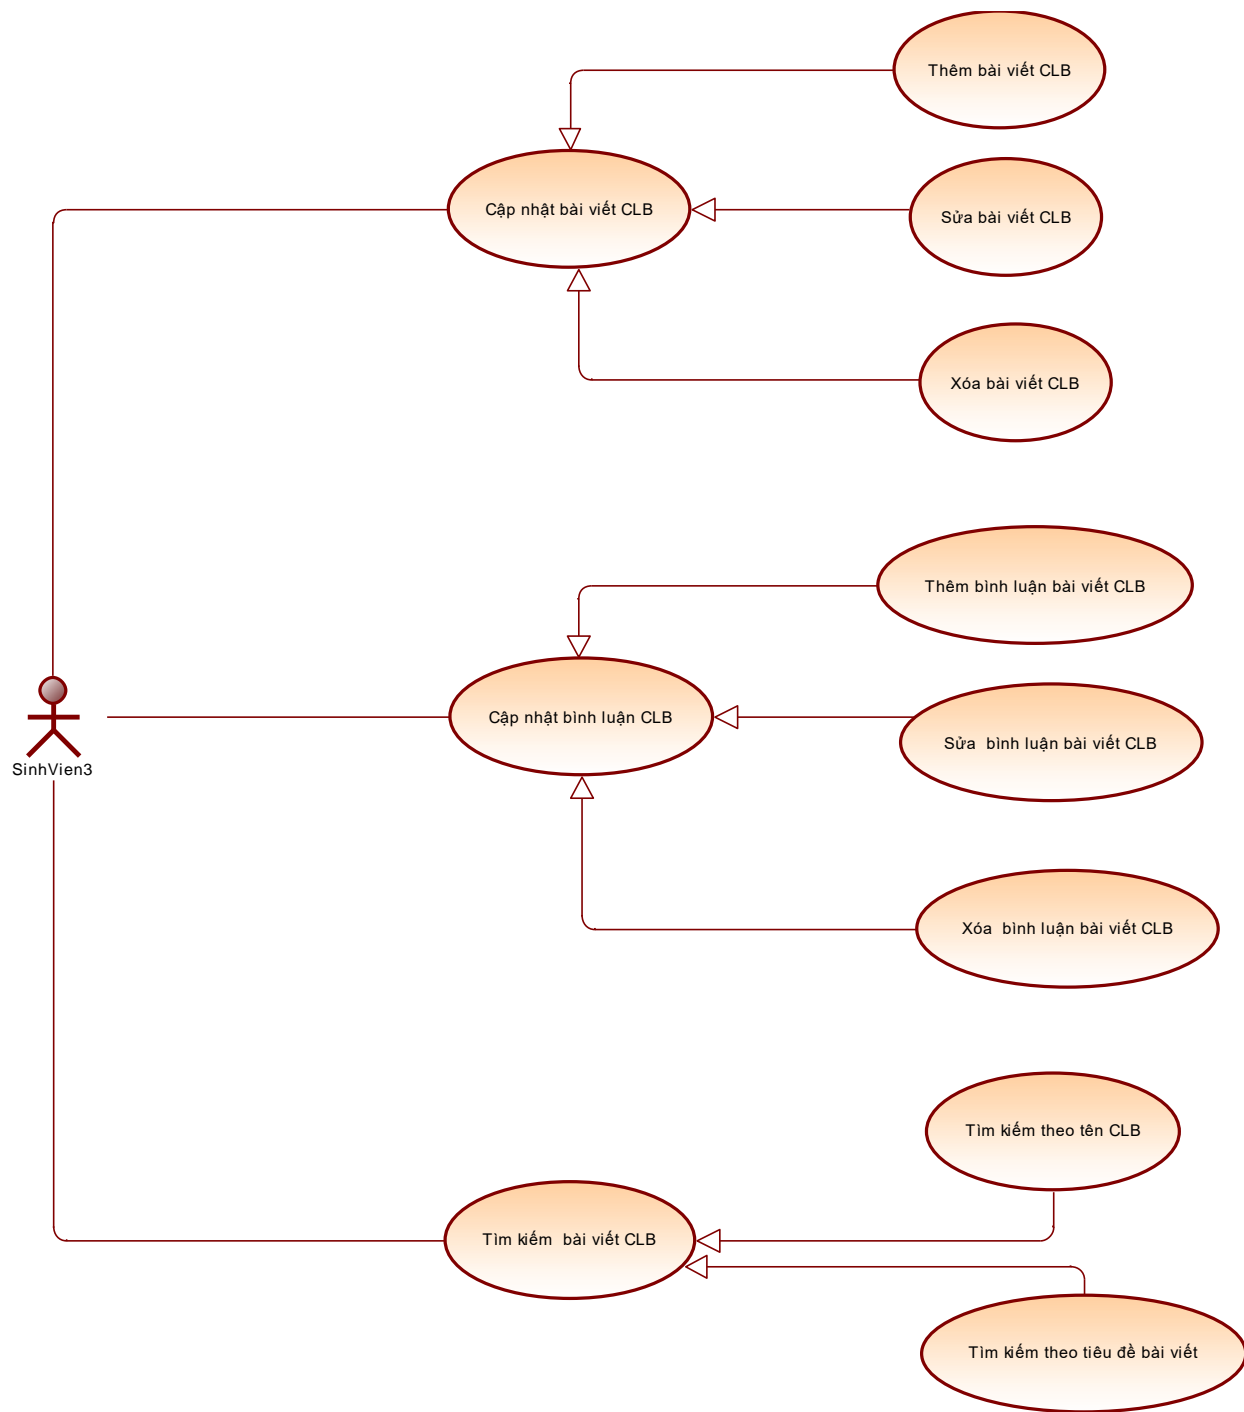 Thêm bài viết CLB
Cập nhật bài viết CLB
Sửa bài viết CLB
Xóa bài viết CLB
Thêm bình luận bài viết CLB
Cập nhật bình luận CLB
Sửa bình luận bài viết CLB
SinhVien3
Xóa bình luận bài viết CLB
Tìm kiếm theo tên CLB
Tìm kiếm bài viết CLB
Tìm kiếm theo tiêu đề bài viết